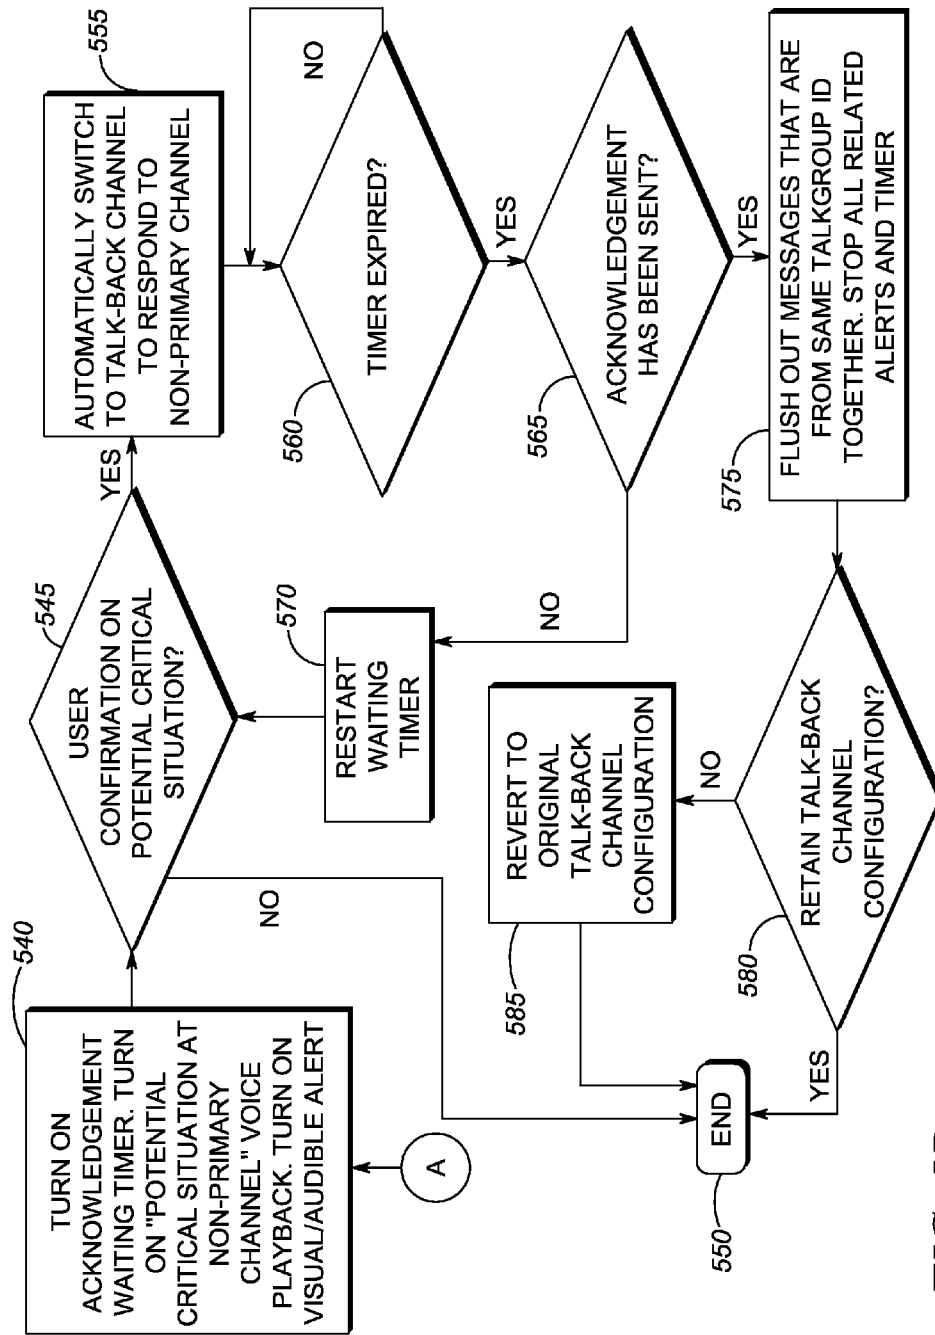 A
TURN ON
ACKNOWLEDGEMENT
WAITING TIMER. TURN
ON "POTENTIAL
CRITICAL SITUATION AT
NON-PRIMARY
CHANNEL" VOICE
PLAYBACK. TURN ON
VISUAL/AUDIBLE ALERT
540
USER
CONFIRMATION ON
POTENTIAL CRITICAL
SITUATION?
545
YES
NO
AUTOMATICALLY SWITCH
TO TALK-BACK CHANNEL
TO RESPOND TO
NON-PRIMARY CHANNEL
555
TIMER EXPIRED?
560
NO
YES
ACKNOWLEDGEMENT
HAS BEEN SENT?
565
NO
YES
RESTART
WAITING
TIMER
570
FLUSH OUT MESSAGES THAT ARE
FROM SAME TALKGROUP ID
TOGETHER. STOP ALL RELATED
ALERTS AND TIMER
575
RETAIN TALK-BACK
CHANNEL
CONFIGURATION?
580
NO
YES
REVERT TO
ORIGINAL
TALK-BACK
CHANNEL
CONFIGURATION
585
END
550